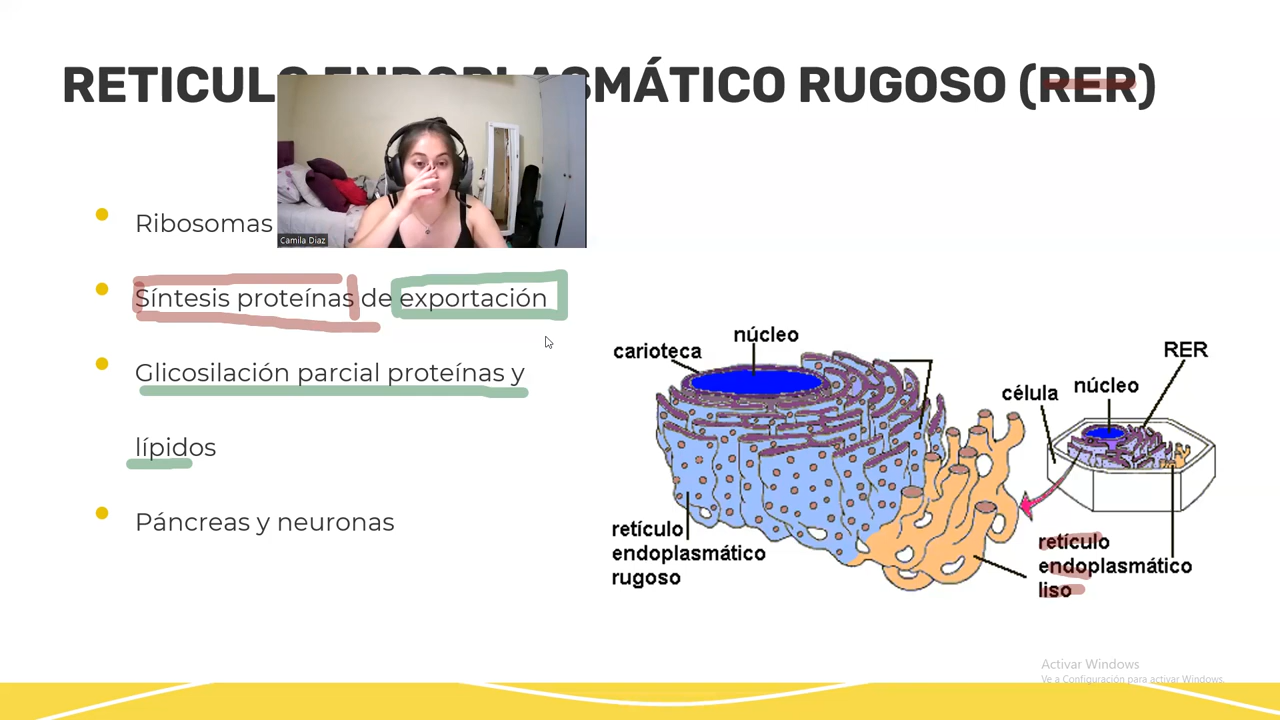 RETICULO ENDOPLASMÁTICO RUGOSO (RER)
Camila Diaz
Ribosomas
Síntesis proteínas de exportación
Glicosilación parcial proteínas y
lípidos
Páncreas y neuronas
núcleo
carioteca
RER
núcleo
célula
retículo
endoplasmático
rugoso
retículo
endoplasmático
liso
Activar Windows
Ve a Configuración para activar Windows.